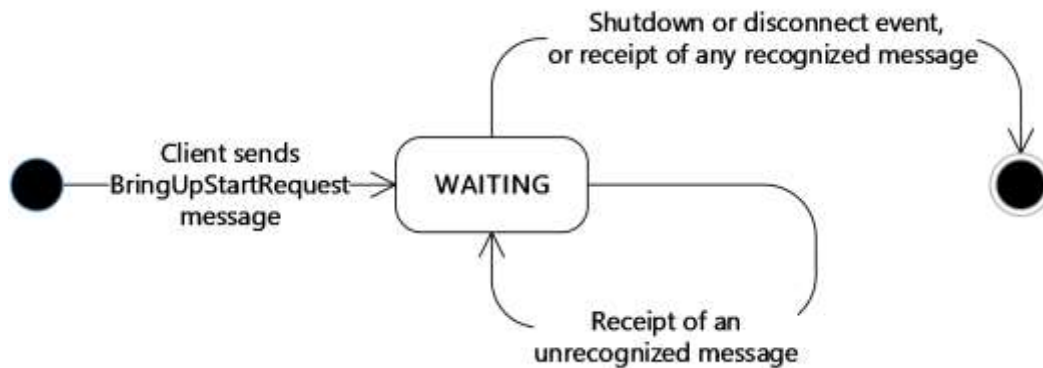 Shutdown or disconnect event,
or receipt of any recognized message
Client sends
BringUpStartRequest
message
WAITING
Receipt of an
unrecognized message